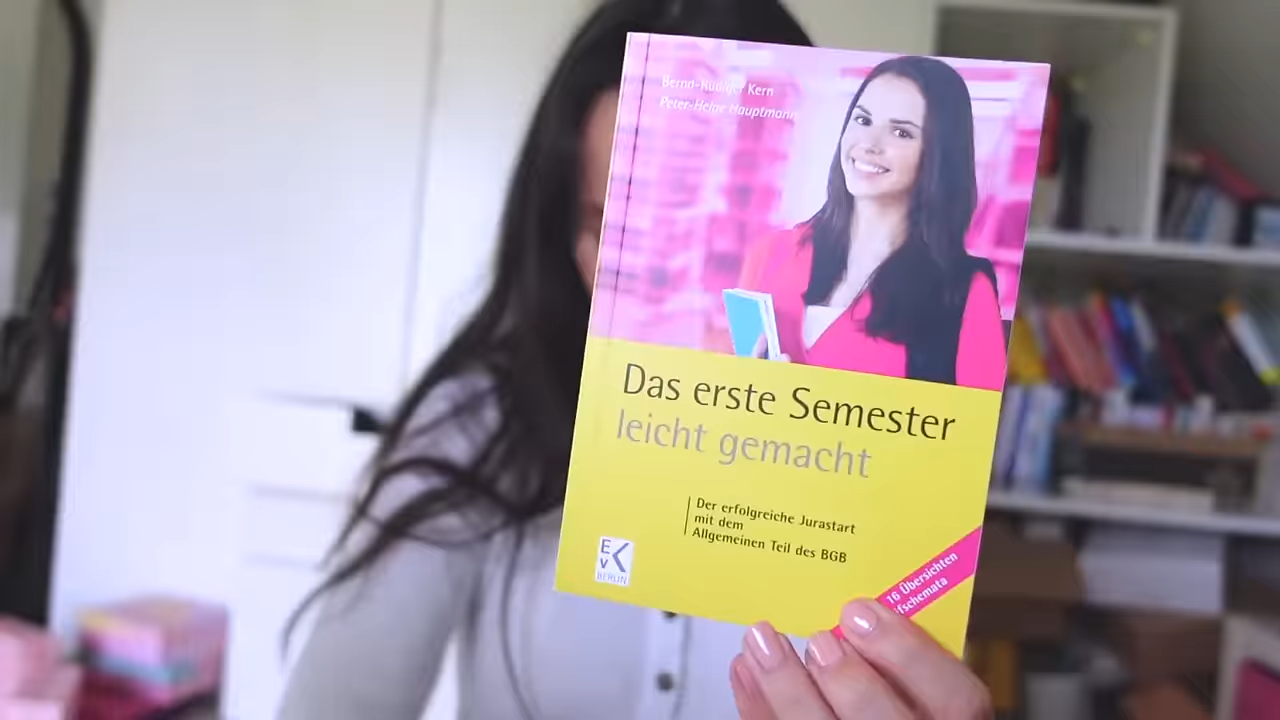 Bernd-Rüdiger Kern
Peter-Heine Hauptmann
Das erste Semester
leicht gemacht
Der erfolgreiche Jurastart
mit dem
Allgemeinen Teil des BGB
E
v
BERLIN
16 Übersichten